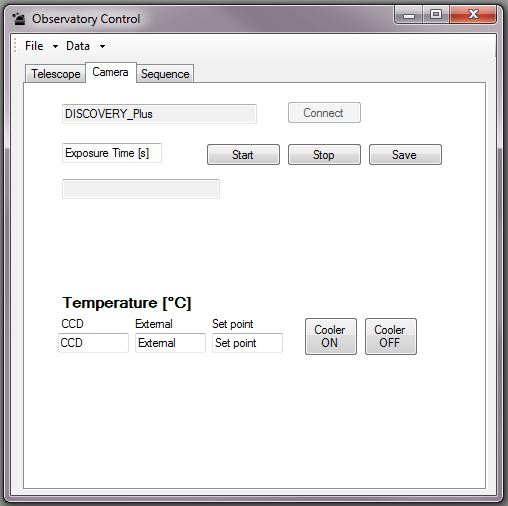 Observatory Control
File Data
Telescope Camera Sequence
DISCOVERY_Plus Connect
Exposure Time [s] Start Stop Save
Temperature [°C]
CCD External Set point
CCD External Set point
Cooler ON
Cooler OFF